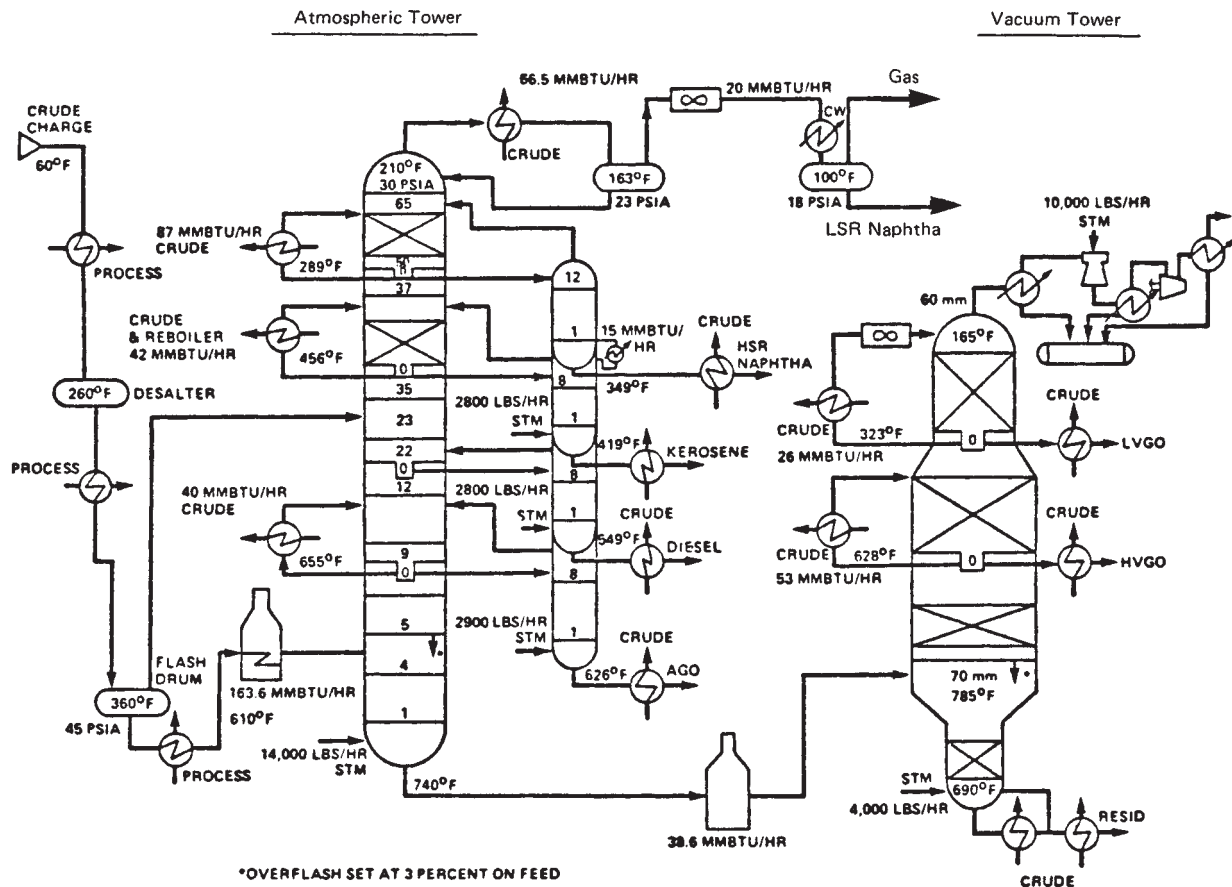 Atmospheric Tower
Vacuum Tower
CRUDE
CHARGE
60°F
PROCESS
260°F
DESALTER
PROCESS
FLASH
DRUM
360°F
45 PSIA
PROCESS
163.6 MMBTU/HR
610°F
14,000 LBS/HR
STM
740°F
87 MMBTU/HR
CRUDE
289°F
CRUDE
& REBOILER
42 MMBTU/HR
456°F
40 MMBTU/HR
CRUDE
655°F
210°F
30 PSIA
65
37
0
35
23
22
0
12
9
0
5
*
4
1
66.5 MMBTU/HR
CRUDE
163°F
23 PSIA
∞
20 MMBTU/HR
CW
100°F
18 PSIA
Gas
LSR Naphtha
12
1
15 MMBTU/
HR
349°F
CRUDE
HSR
NAPHTHA
8
2800 LBS/HR
STM
1
419°F
CRUDE
KEROSENE
8
2800 LBS/HR
STM
1
549°F
CRUDE
DIESEL
8
2900 LBS/HR
STM
1
626°F
CRUDE
AGO
38.6 MMBTU/HR
10,000 LBS/HR
STM
60 mm
165°F
∞
CRUDE
323°F
26 MMBTU/HR
0
CRUDE
LVGO
CRUDE
628°F
53 MMBTU/HR
0
CRUDE
HVGO
70 mm
785°F
*
STM
4,000 LBS/HR
690°F
RESID
CRUDE
*OVERFLASH SET AT 3 PERCENT ON FEED